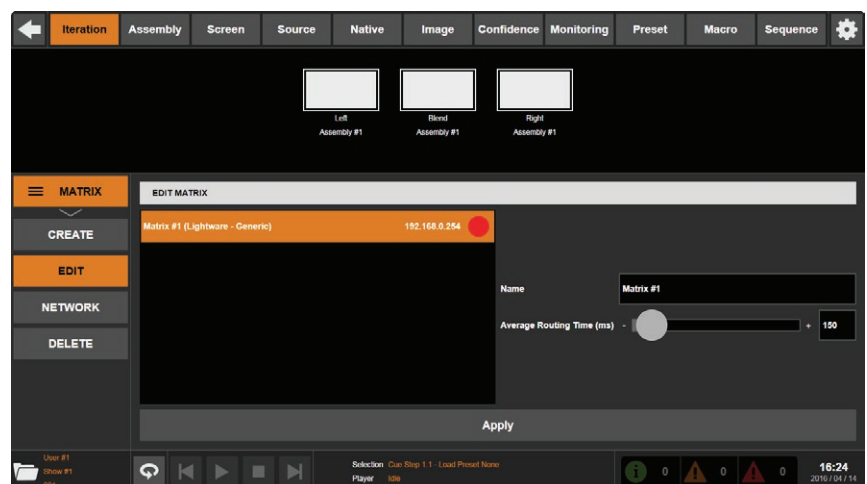 Iteration Assembly Screen Source Native Image Confidence Monitoring Preset Macro Sequence
Left Blend Right
Assembly #1 Assembly #1 Assembly #1
MATRIX
EDIT MATRIX
CREATE
EDIT
NETWORK
DELETE
Matrix #1 (Lightware - Generic) 192.168.0.254
Name Matrix #1
Average Routing Time (ms) - + 150
Apply
User #1
Show #1
Selection Cue Step 1.1 - Load Preset None
Player Idle
0 0 0
16:24
2016 / 04 / 14